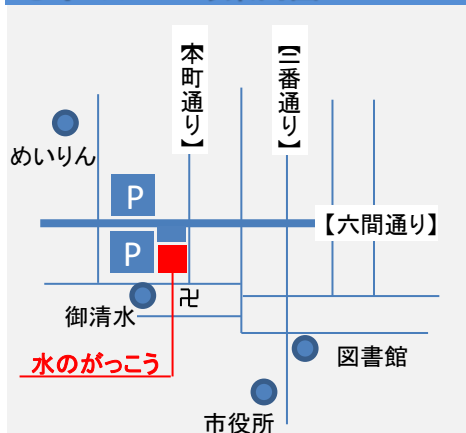 【本町通り】
【三番通り】
めいりん
P
【六間通り】
P
卍
御清水
水のがっこう
図書館
市役所